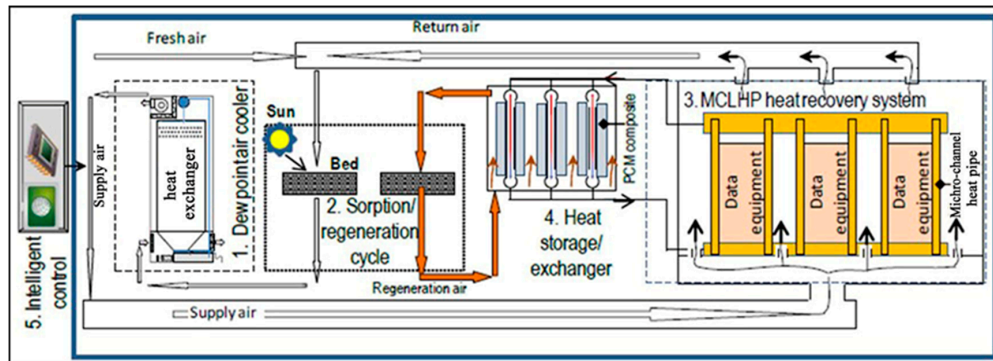 Fresh air
Return air
3. MCLHP heat recovery system
Sun
Bed
2. Sorption/
regeneration
cycle
Regeneration air
PCM composite
4. Heat
storage/
exchanger
Data
equipment
Data
equipment
Data
equipment
Michro-channel
heat pipe
Supply air
heat
exchanger
1. Dew point air cooler
5. Intelligent
control
Supply air